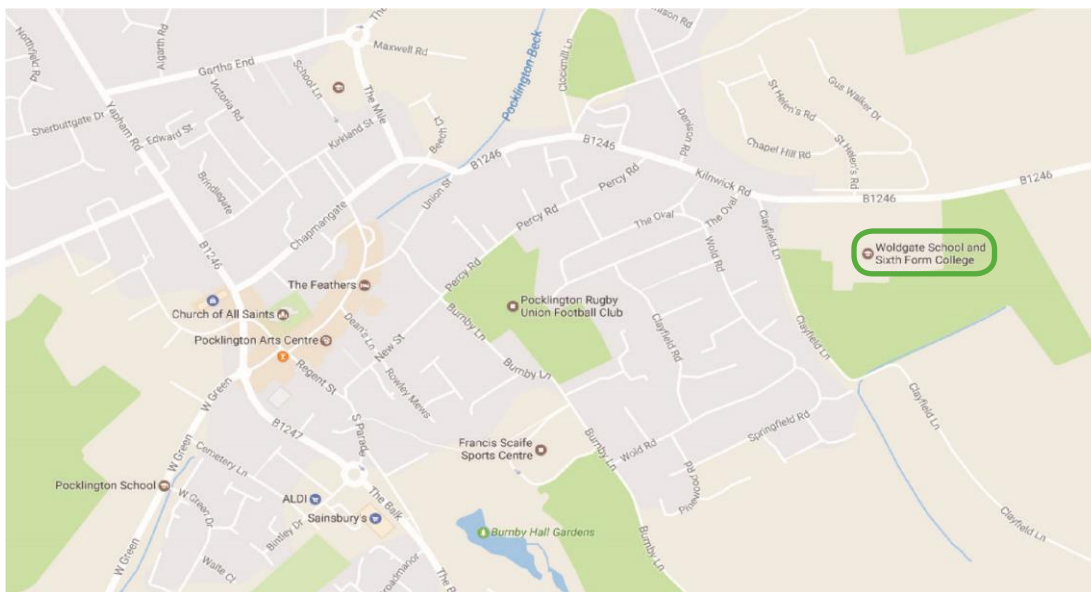 Northfield Rd
Algarth Rd
The
Maxwell Rd
Garths End
School Ln
The Mile
Pocklington Beck
Clockmill Ln
Denison Rd
Yapham Rd
Victoria Rd
Sherbuttgate Dr
Edward St
Kirkland St
Beech Ct
B1246
B1246
Brindlegate
Union St
Chapmangate
Percy Rd
Percy Rd
Percy Rd
Kilnwick Rd
The Oval
The Oval
St Helen's Rd
St Helen's Rd
Gus Walker Dr
Chapel Hill Rd
B1246
B1246
B1246
Clayfield Ln
Wold Rd
Woldgate School and
Sixth Form College
The Feathers
Church of All Saints
Pocklington Arts Centre
Dean's Ln
New St
Burnby Ln
Pocklington Rugby
Union Football Club
Clayfield Rd
Clayfield Ln
W Green
Regent St
Rowley Mews
Burnby Ln
B1247
S Parade
Francis Scaife
Sports Centre
Burnby Ln
Wold Rd
Springfield Rd
Clayfield Ln
W Green
Cemetery Ln
Pocklington School
W Green Dr
ALDI
Sainsbury's
The Balk
Bintley Dr
Burnby Hall Gardens
Burnby Ln
Clayfield Ln
W Green
Waite Ct
The B